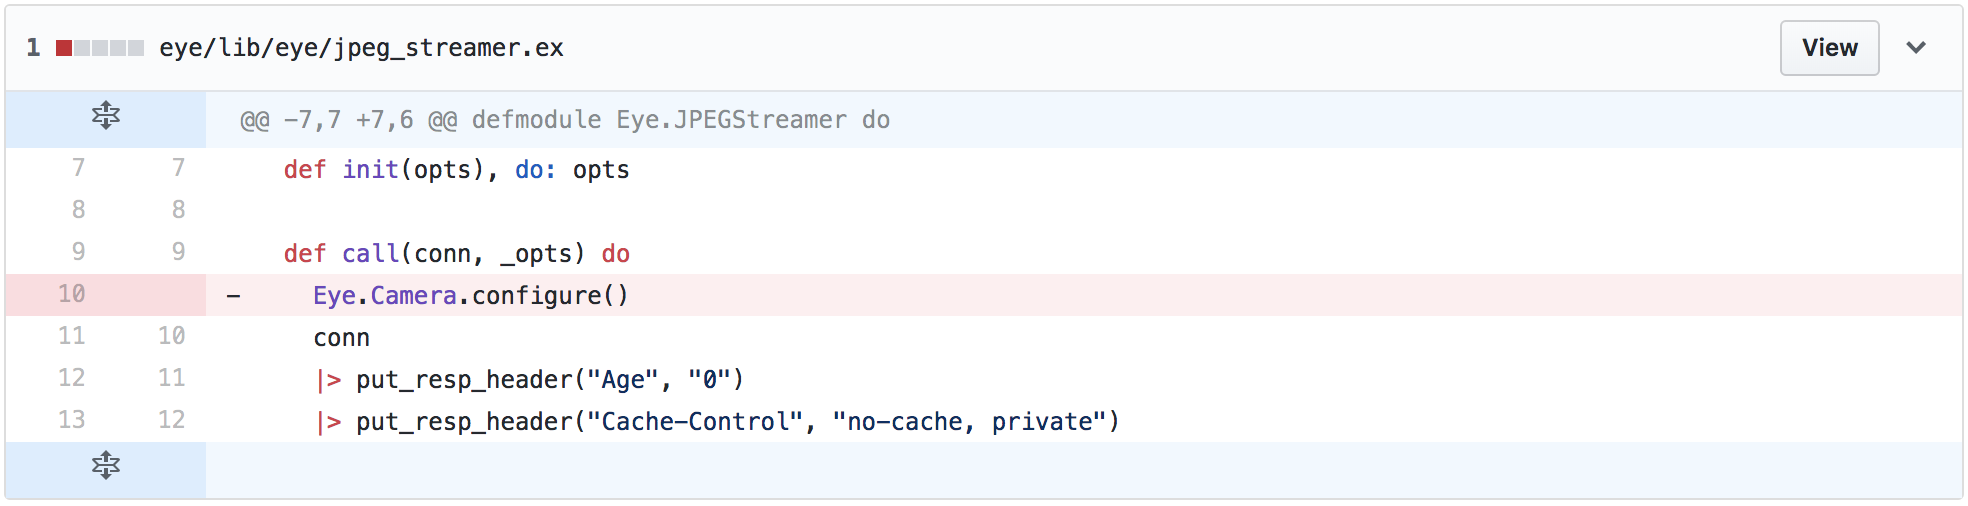 1 eye/lib/eye/jpeg_streamer.ex View
@@ -7,7 +7,6 @@ defmodule Eye.JPEGStreamer do
7 7 def init(opts), do: opts
8 8
9 9 def call(conn, _opts) do
10 - Eye.Camera.configure()
11 10 conn
12 11 |> put_resp_header("Age", "0")
13 12 |> put_resp_header("Cache-Control", "no-cache, private")